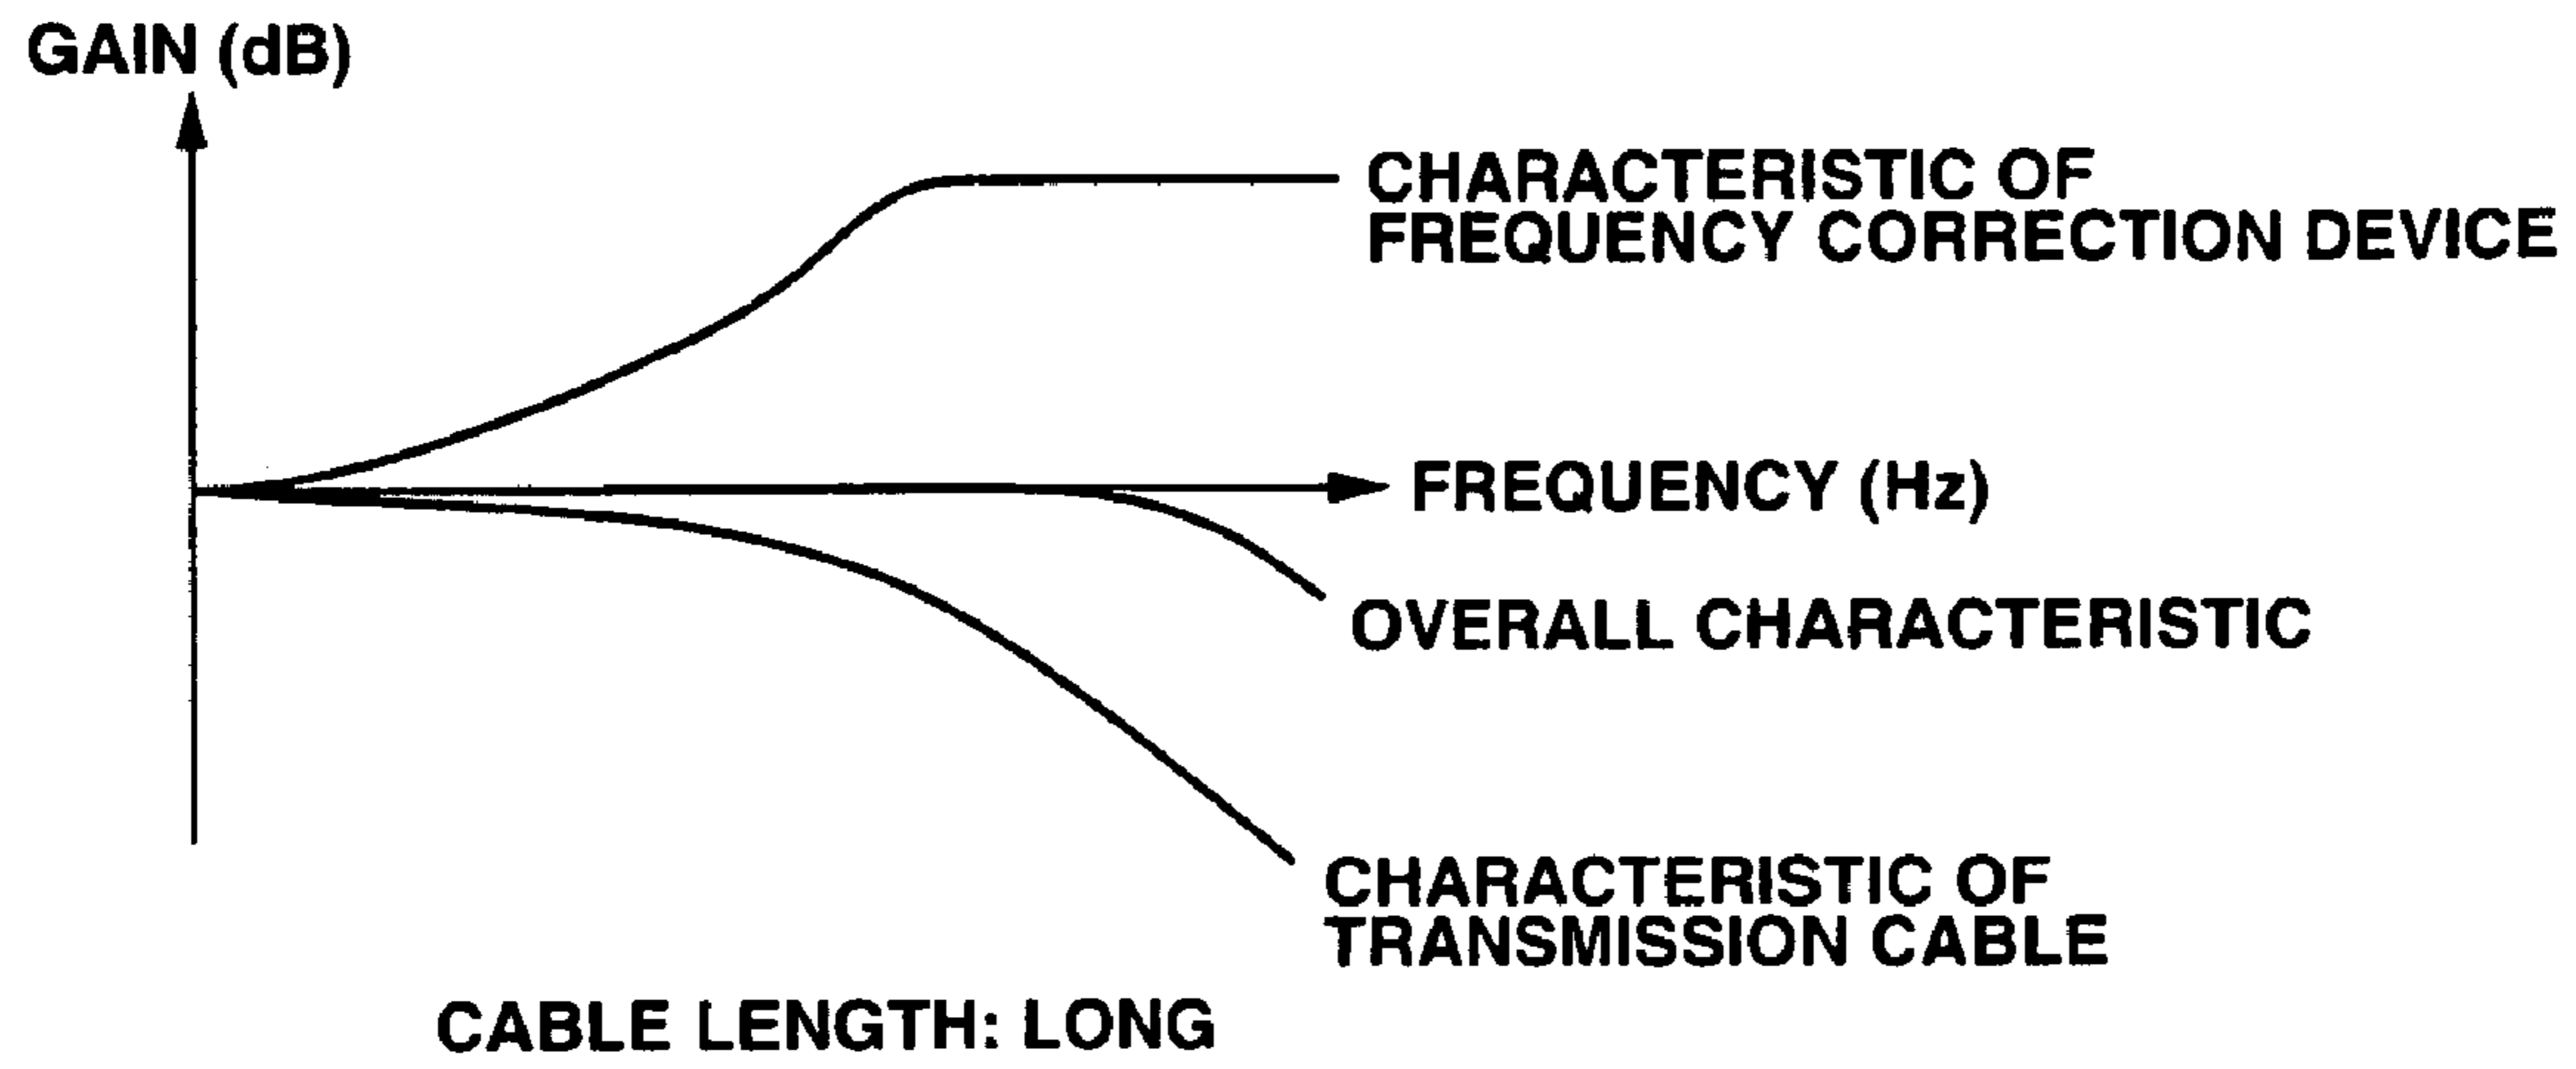 GAIN (dB)
CHARACTERISTIC OF
FREQUENCY CORRECTION DEVICE
FREQUENCY (Hz)
OVERALL CHARACTERISTIC
CHARACTERISTIC OF
TRANSMISSION CABLE
CABLE LENGTH: LONG